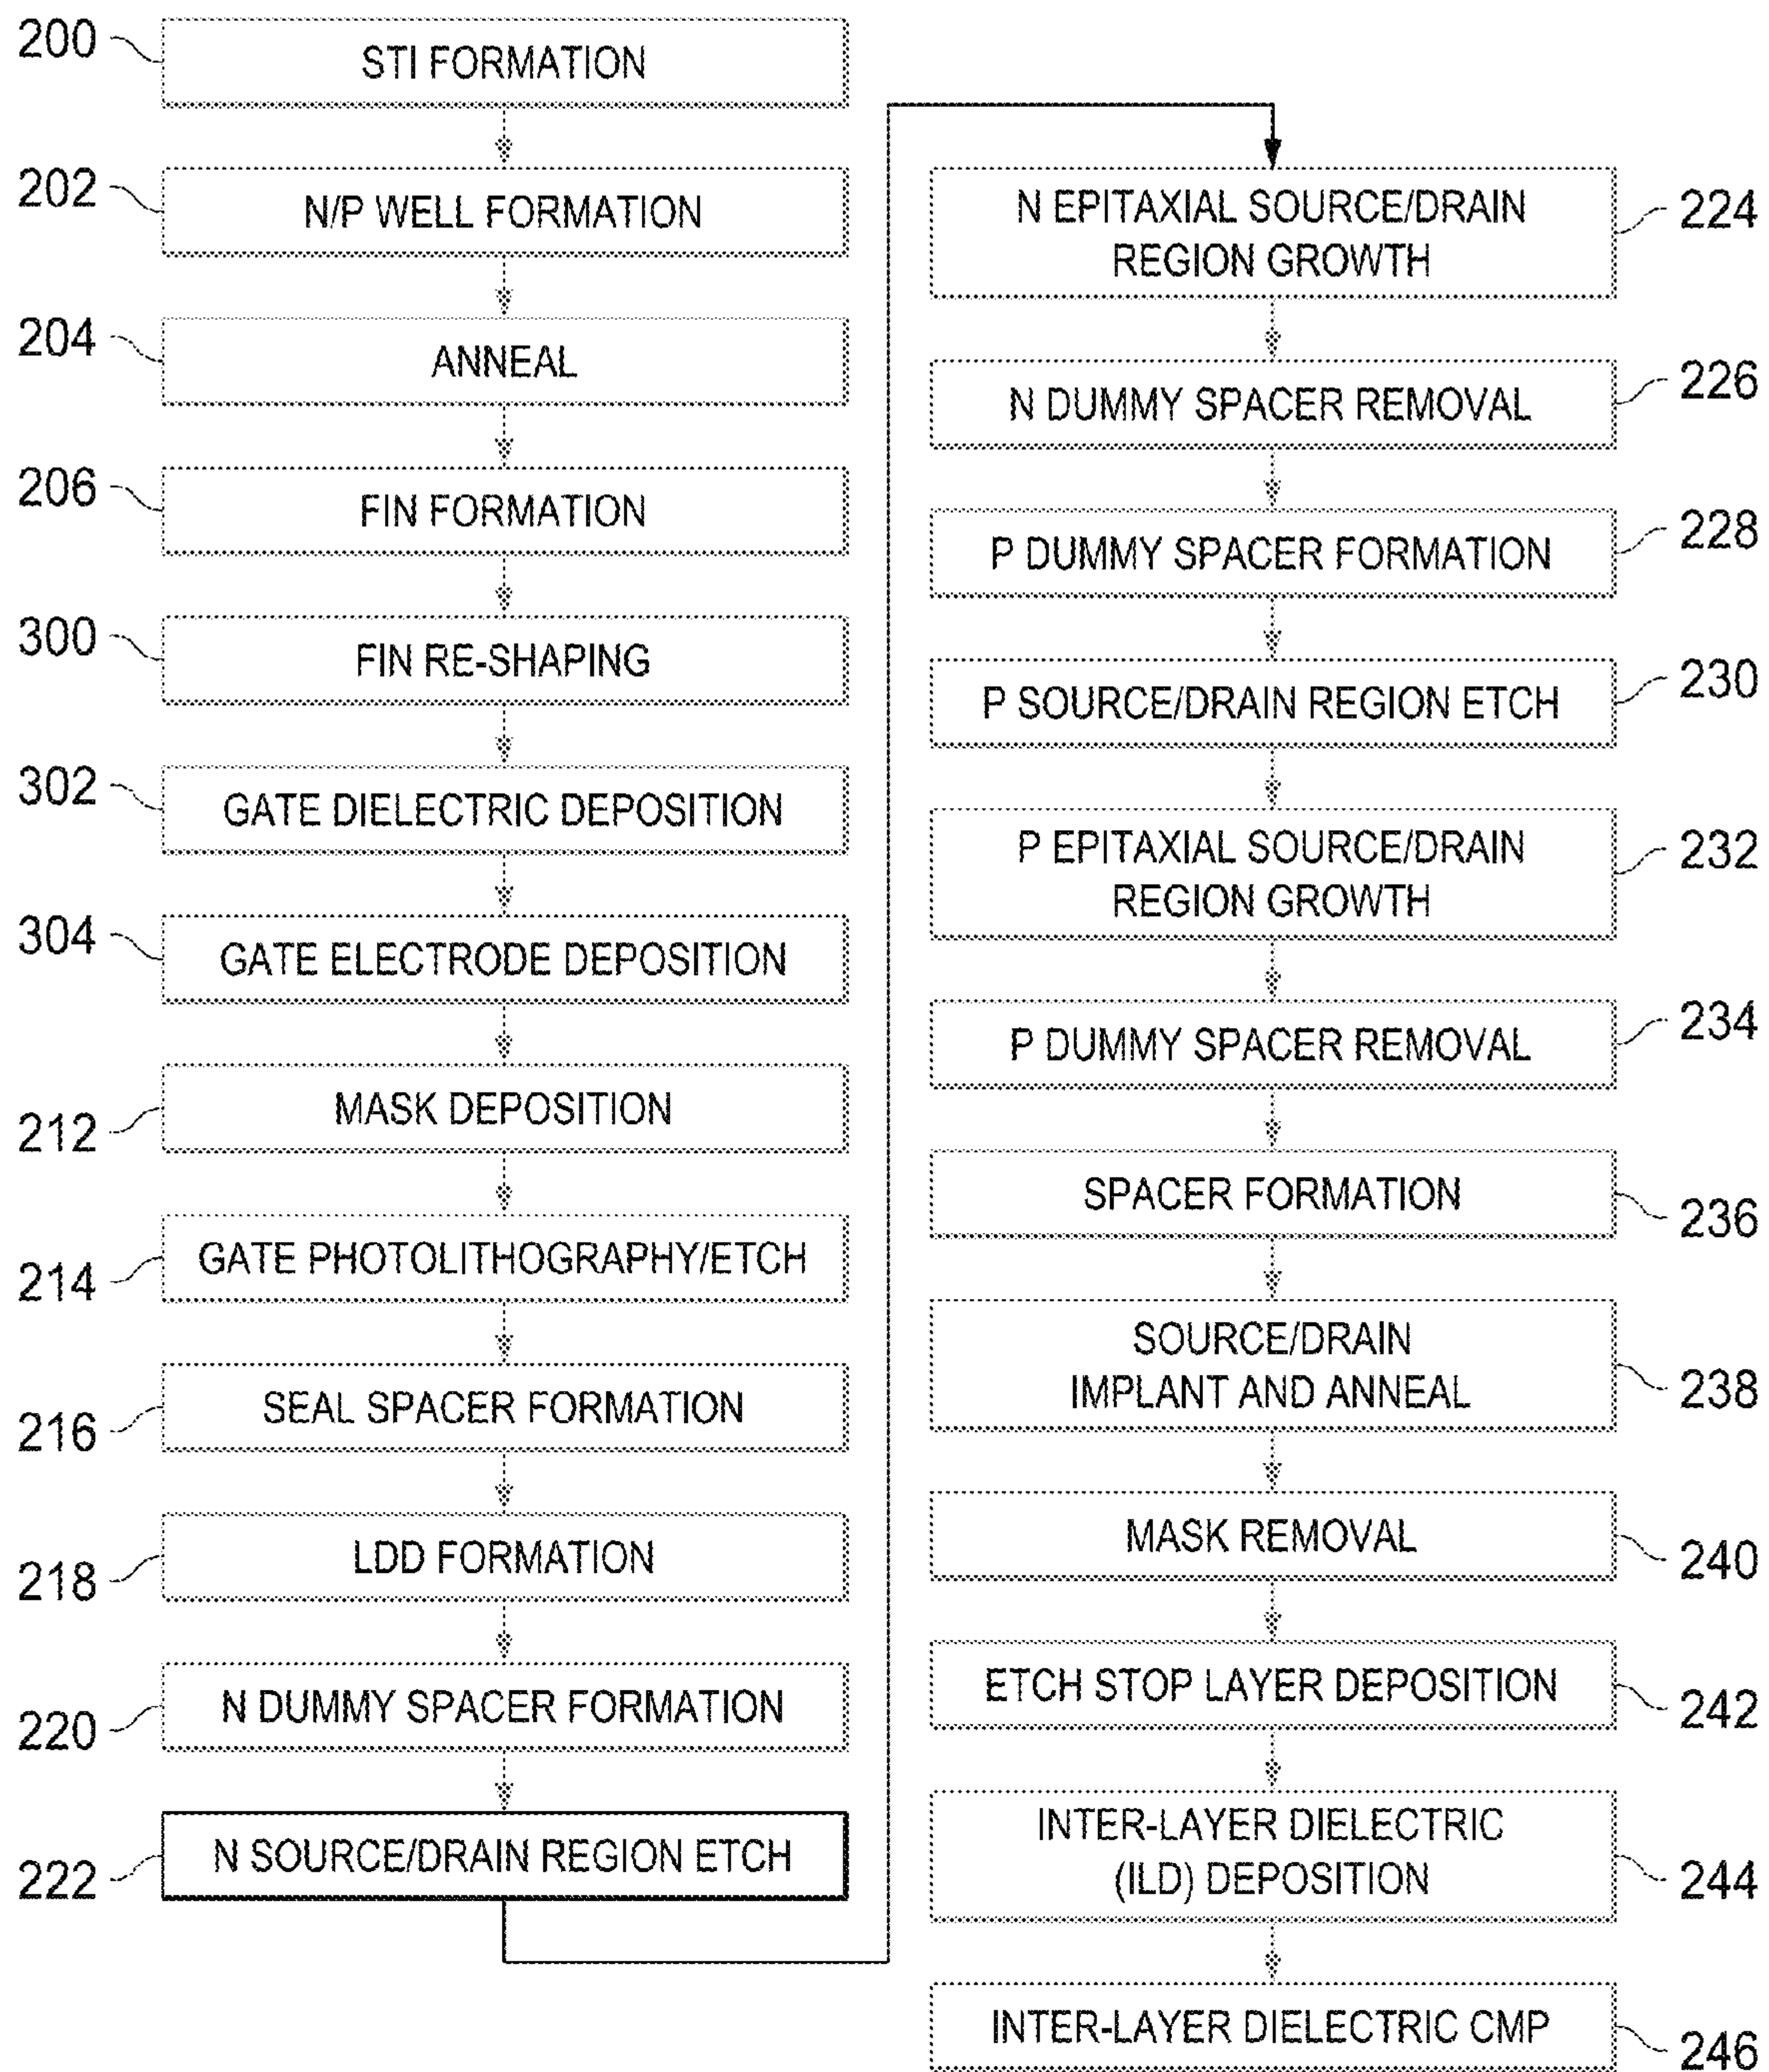 200
STI FORMATION
202
N/P WELL FORMATION
204
ANNEAL
206
FIN FORMATION
300
FIN RE-SHAPING
302
GATE DIELECTRIC DEPOSITION
304
GATE ELECTRODE DEPOSITION
212
MASK DEPOSITION
214
GATE PHOTOLITHOGRAPHY/ETCH
216
SEAL SPACER FORMATION
218
LDD FORMATION
220
N DUMMY SPACER FORMATION
222
N SOURCE/DRAIN REGION ETCH
N EPITAXIAL SOURCE/DRAIN
REGION GROWTH
224
N DUMMY SPACER REMOVAL
226
P DUMMY SPACER FORMATION
228
P SOURCE/DRAIN REGION ETCH
230
P EPITAXIAL SOURCE/DRAIN
REGION GROWTH
232
P DUMMY SPACER REMOVAL
234
SPACER FORMATION
236
SOURCE/DRAIN
IMPLANT AND ANNEAL
238
MASK REMOVAL
240
ETCH STOP LAYER DEPOSITION
242
INTER-LAYER DIELECTRIC
(ILD) DEPOSITION
244
INTER-LAYER DIELECTRIC CMP
246